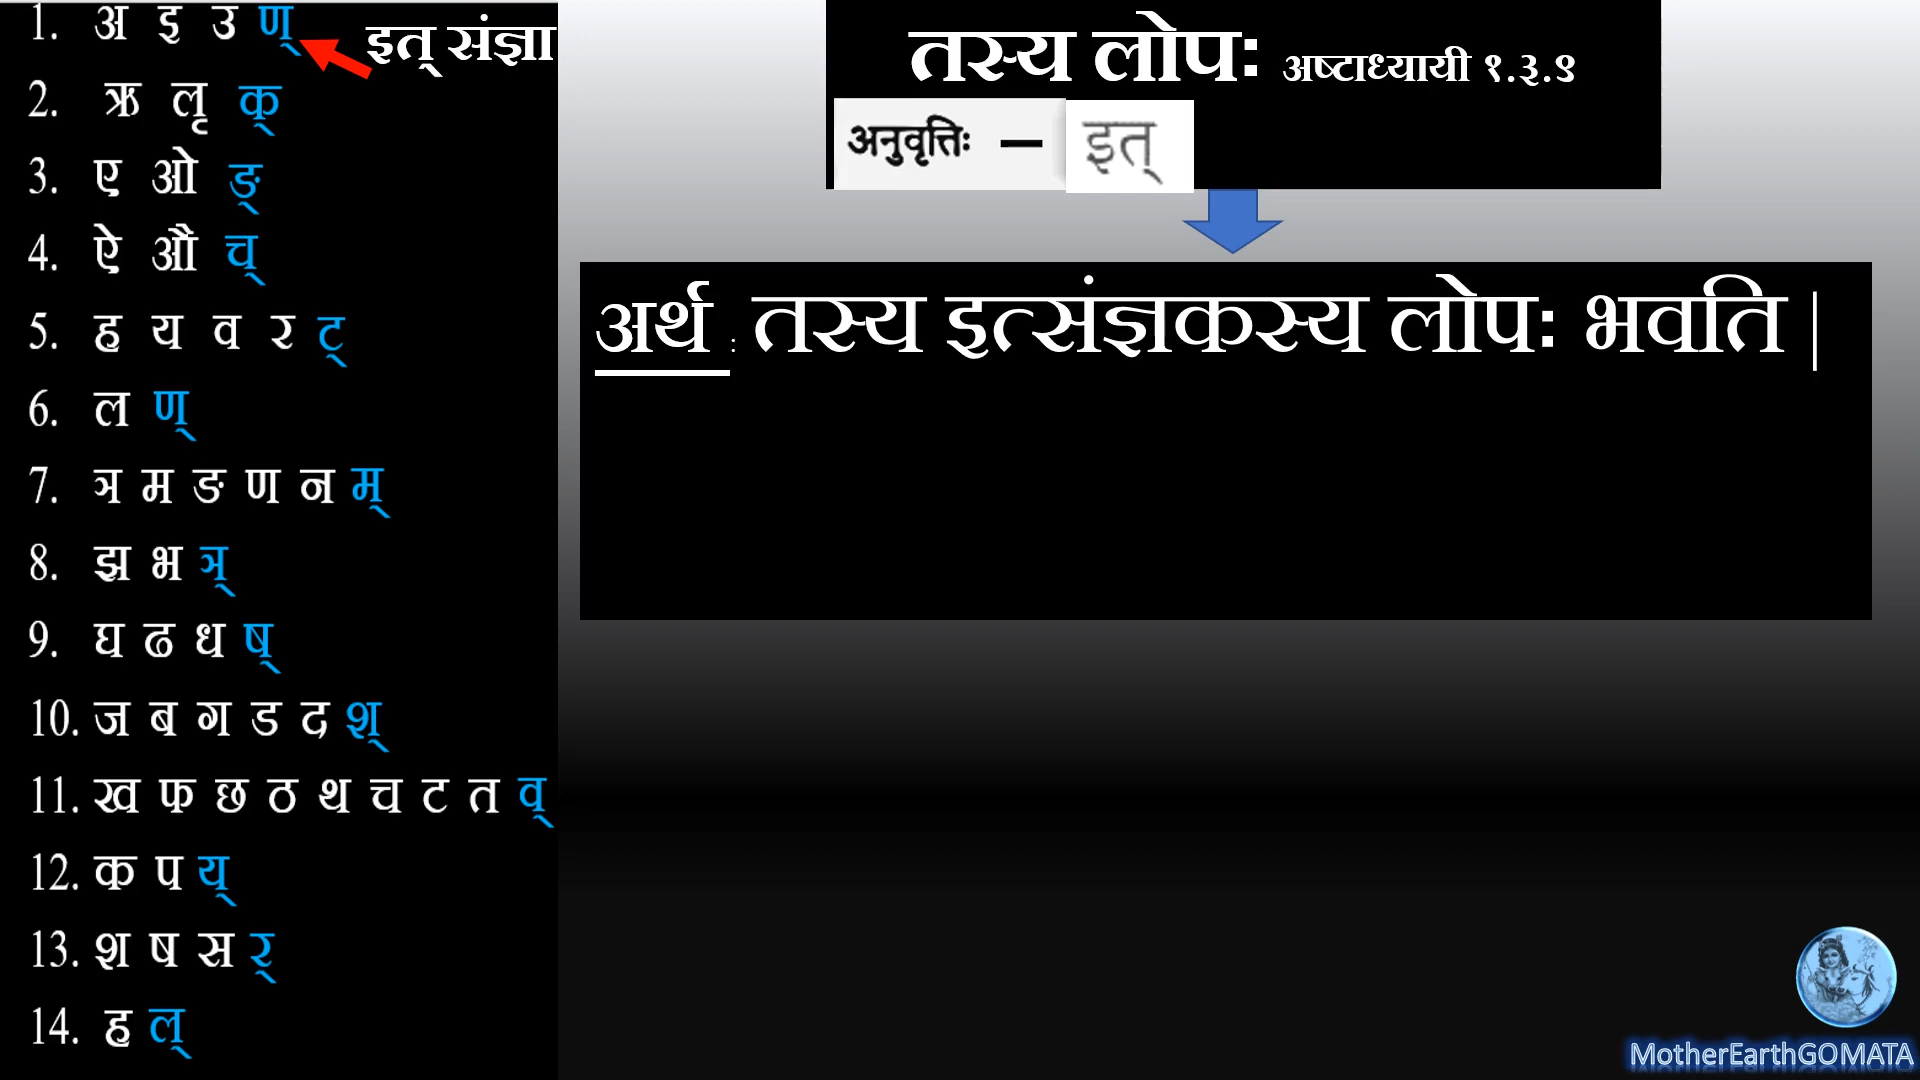 1. अ इ उ ण्
इत् संज्ञा
2. ऋ लृ क्
3. ए ओ ङ्
4. ऐ औ च्
5. ह य व र ट्
6. ल ण्
7. ञ म ङ ण न म्
8. झ भ ञ्
9. घ ढ ध ष्
10. ज ब ग ड द श्
11. ख फ छ ठ थ च ट त व्
12. क प य्
13. श ष स र्
14. ह ल्
तस्य लोपः अष्टाध्यायी १.३.९
अनुवृत्तिः – इत्
अर्थ : तस्य इत्संज्ञकस्य लोपः भवति |
MotherEarthGOMATA